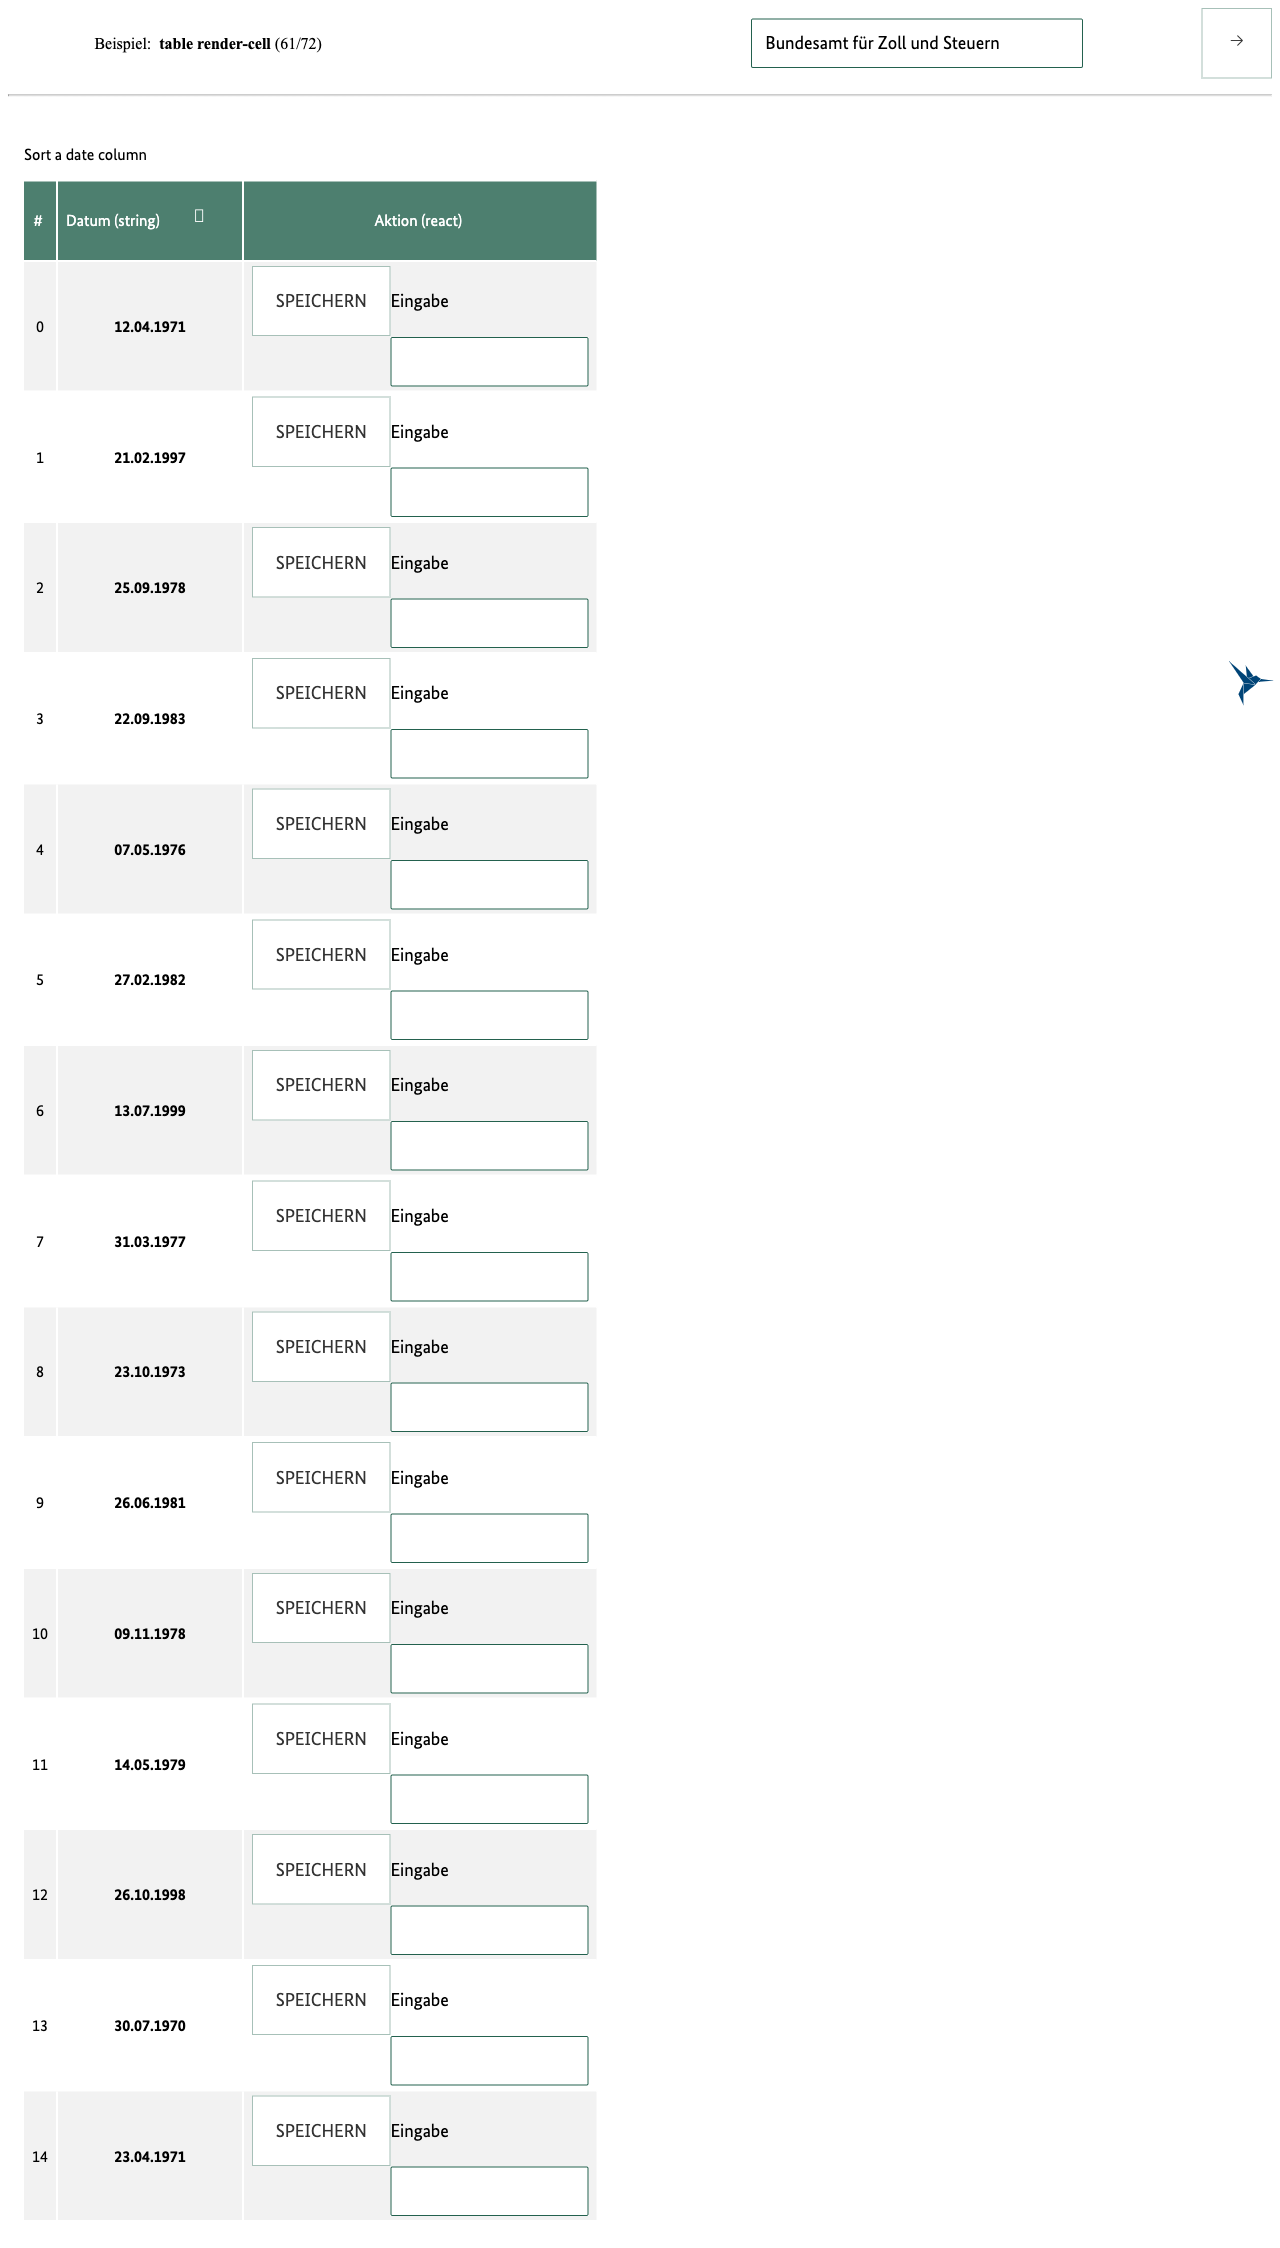 Beispiel: table render-cell (61/72)
Bundesamt für Zoll und Steuern
→
Sort a date column
# Datum (string) Aktion (react)
SPEICHERN Eingabe
0 12.04.1971
SPEICHERN Eingabe
1 21.02.1997
SPEICHERN Eingabe
2 25.09.1978
SPEICHERN Eingabe
3 22.09.1983
SPEICHERN Eingabe
4 07.05.1976
SPEICHERN Eingabe
5 27.02.1982
SPEICHERN Eingabe
6 13.07.1999
SPEICHERN Eingabe
7 31.03.1977
SPEICHERN Eingabe
8 23.10.1973
SPEICHERN Eingabe
9 26.06.1981
SPEICHERN Eingabe
10 09.11.1978
SPEICHERN Eingabe
11 14.05.1979
SPEICHERN Eingabe
12 26.10.1998
SPEICHERN Eingabe
13 30.07.1970
SPEICHERN Eingabe
14 23.04.1971